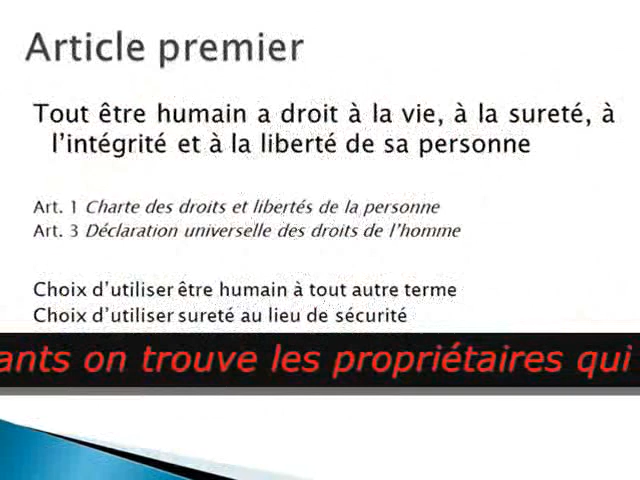 Article premier
Tout être humain a droit à la vie, à la sureté, à
l'intégrité et à la liberté de sa personne
Art. 1 Charte des droits et libertés de la personne
Art. 3 Déclaration universelle des droits de l'homme
Choix d'utiliser être humain à tout autre terme
Choix d'utiliser sureté au lieu de sécurité
ants on trouve les propriétaires qui